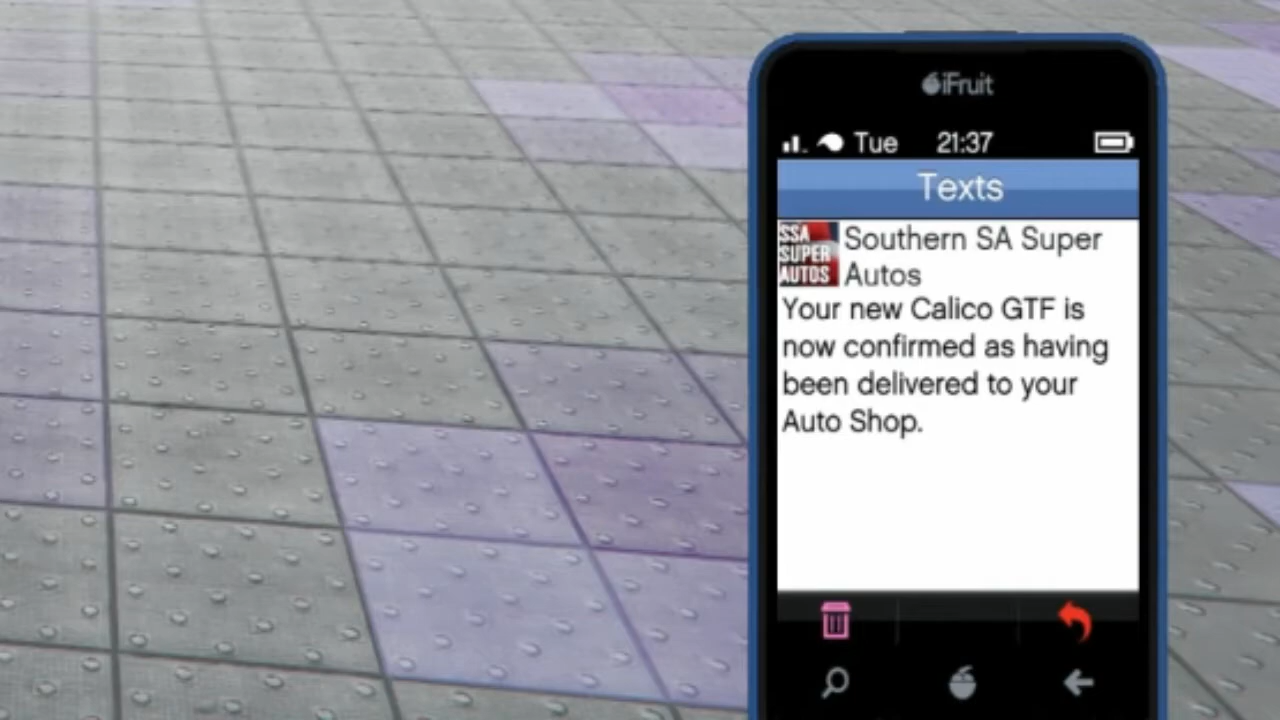 iFruit
Tue 21:37
Texts
SSA
SUPER
AUTOS
Southern SA Super
Autos
Your new Calico GTF is
now confirmed as having
been delivered to your
Auto Shop.